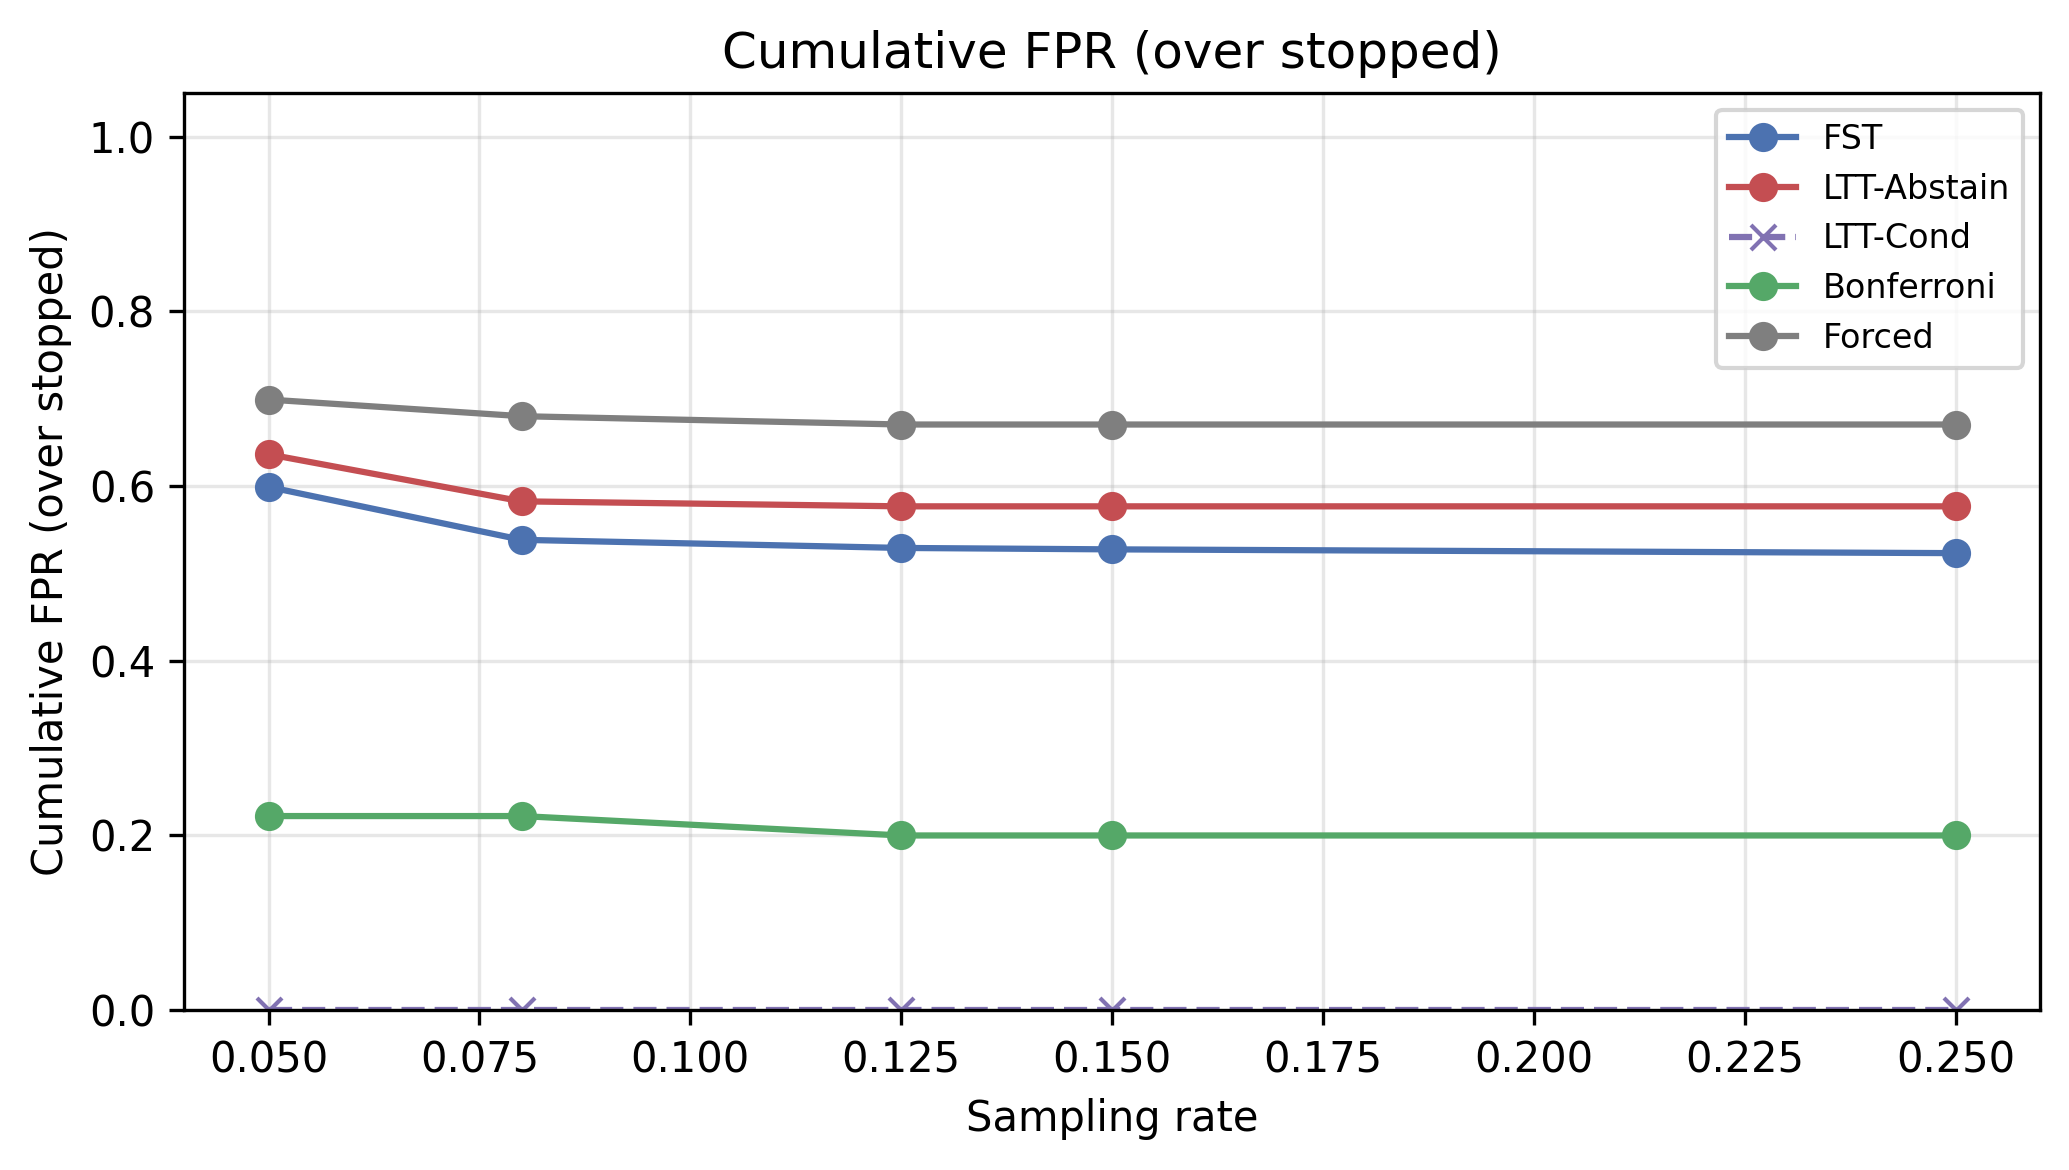 Cumulative FPR (over stopped)
Cumulative FPR (over stopped)
1.0
0.8
0.6
0.4
0.2
0.0
FST
LTT-Abstain
LTT-Cond
Bonferroni
Forced
0.050 0.075 0.100 0.125 0.150 0.175 0.200 0.225 0.250
Sampling rate